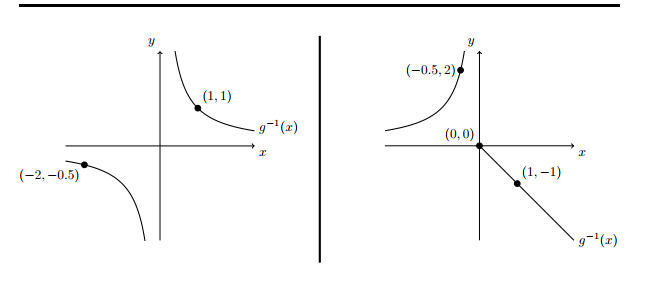 y
(1, 1)
g⁻¹(x)
x
(−2, −0.5)
y
(−0.5, 2)
(0, 0)
x
(1, −1)
g⁻¹(x)